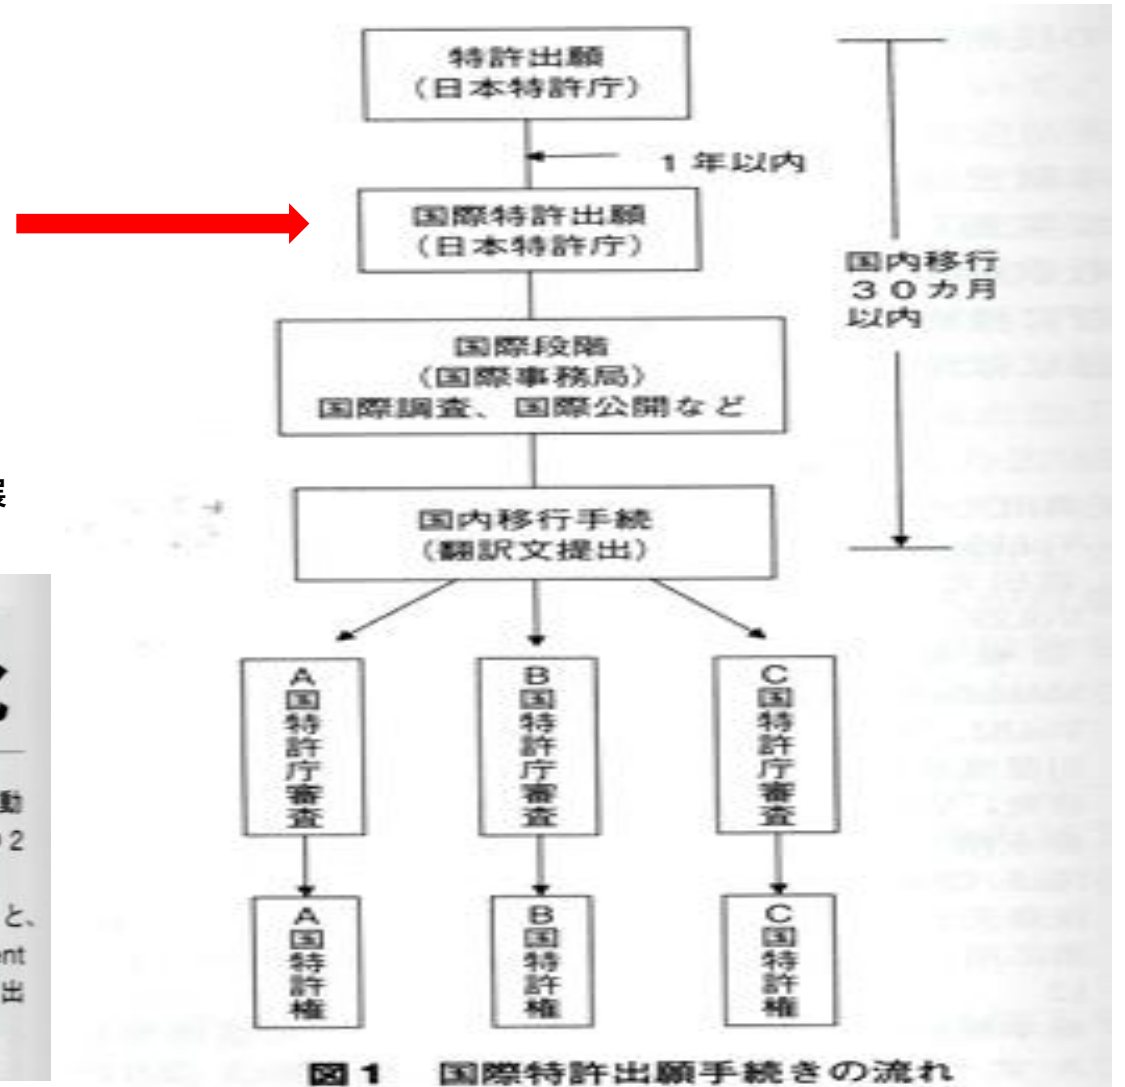 特許出願
（日本特許庁）
1 年以内
国際特許出願
（日本特許庁）
国内移行
３０カ月
以内
国際段階
（国際事務局）
国際調査、国際公開など
国内移行手続
（翻訳文提出）
A国特許庁審査
B国特許庁審査
C国特許庁審査
A国特許権
B国特許権
C国特許権
図1 国際特許出願手続きの流れ
展
動
2
と、
ent
出